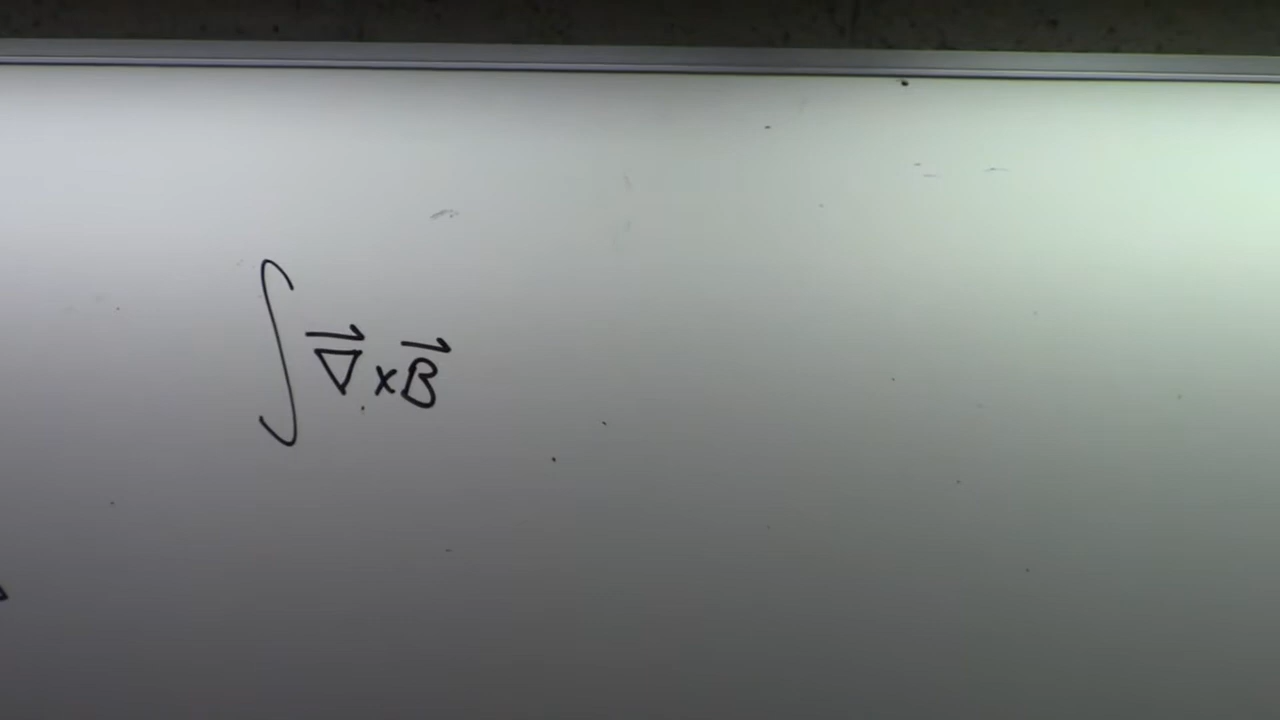 ∫ ∇⃗ × B⃗